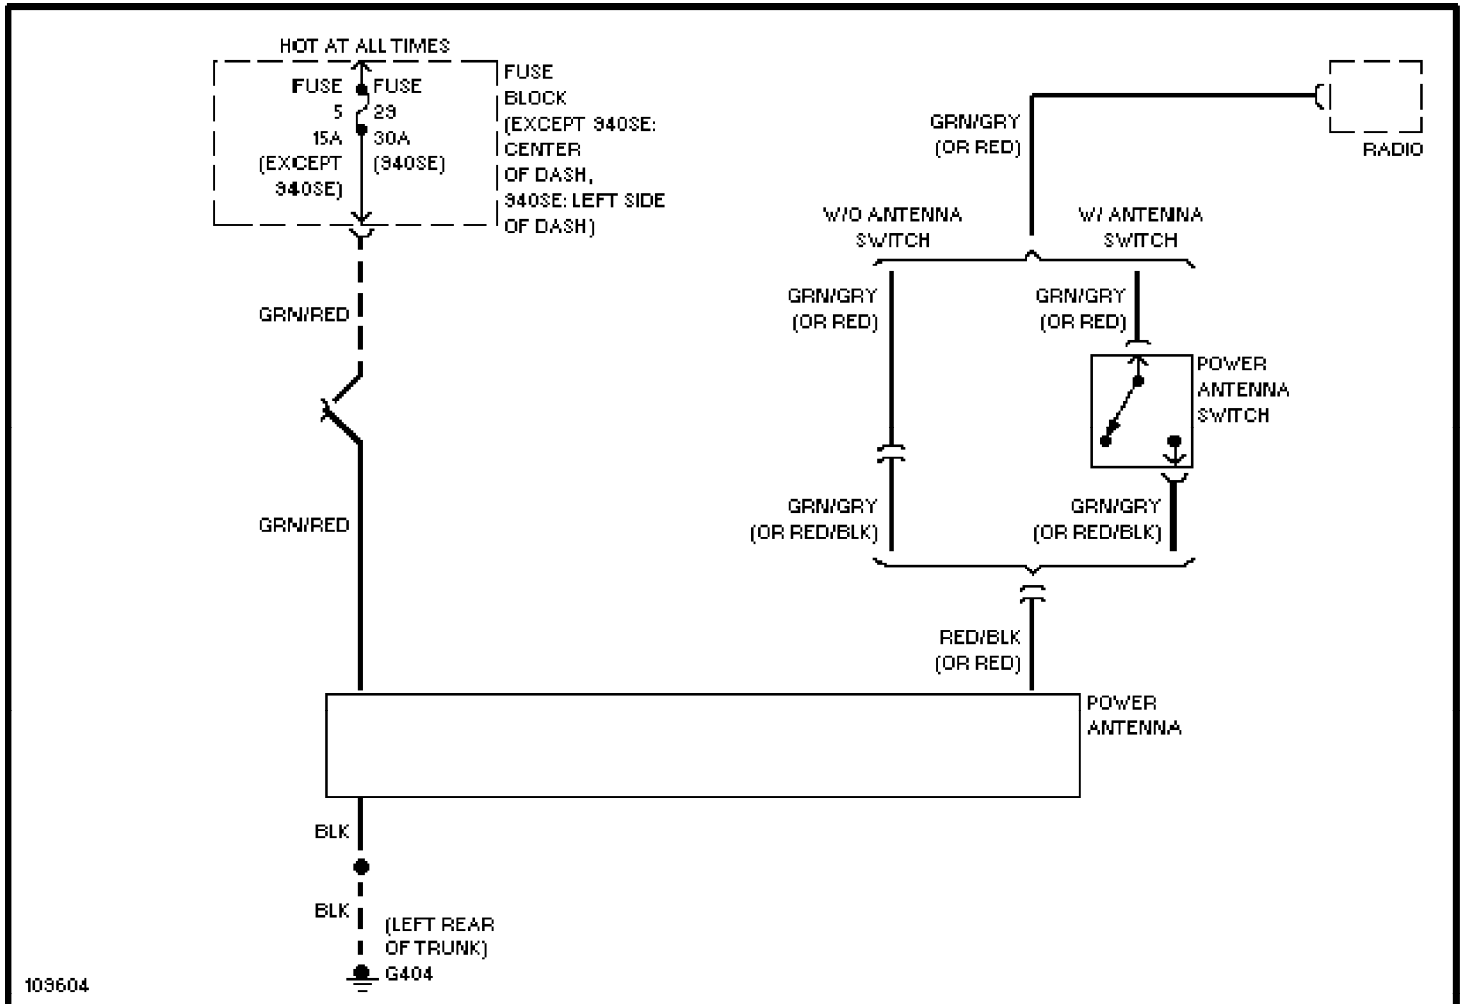 HOT AT ALL TIMES
FUSE
5
15A
(EXCEPT
940SE)
FUSE
29
30A
(940SE)
FUSE
BLOCK
(EXCEPT 940SE:
CENTER
OF DASH,
940SE: LEFT SIDE
OF DASH)
GRN/GRY
(OR RED)
RADIO
W/O ANTENNA
SWITCH
W/ ANTENNA
SWITCH
GRN/RED
GRN/GRY
(OR RED)
GRN/GRY
(OR RED)
POWER
ANTENNA
SWITCH
GRN/RED
GRN/GRY
(OR RED/BLK)
GRN/GRY
(OR RED/BLK)
RED/BLK
(OR RED)
POWER
ANTENNA
BLK
BLK
(LEFT REAR
OF TRUNK)
G404
109604